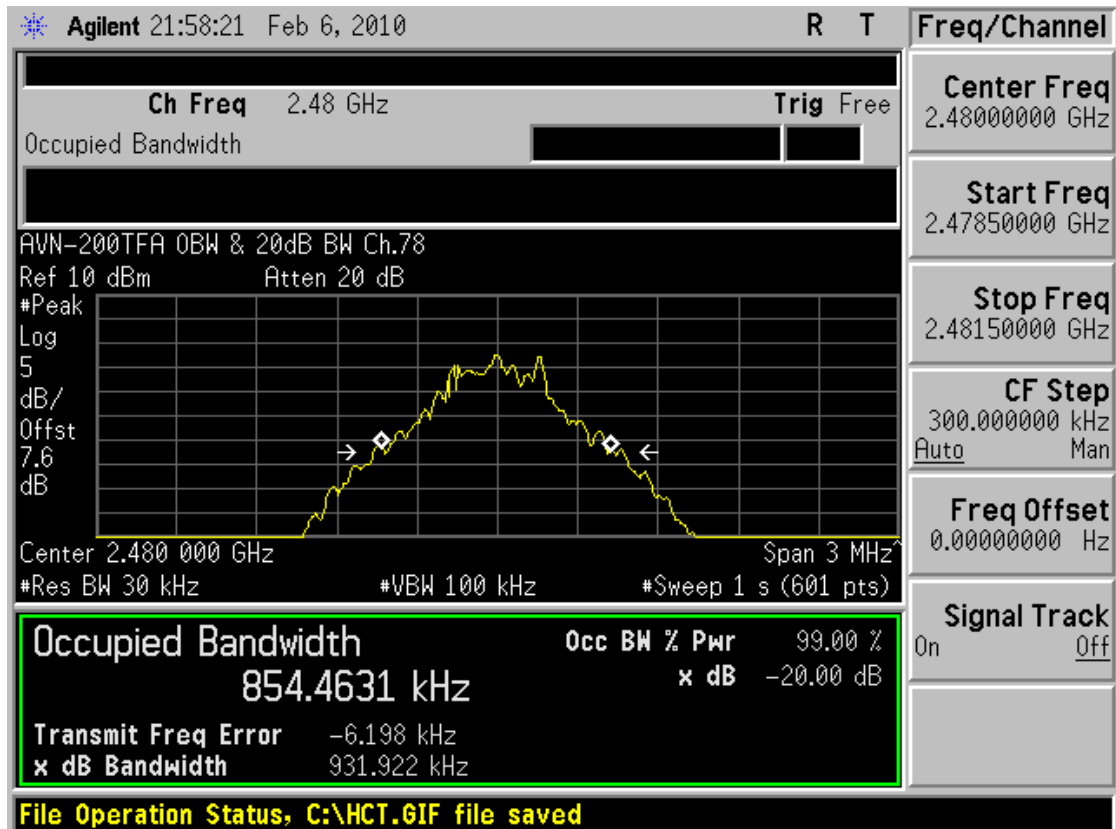 Agilent 21:58:21 Feb 6, 2010 R T
Ch Freq 2.48 GHz Trig Free
Occupied Bandwidth
AVN-200TFA OBW & 20dB BW Ch.78
Ref 10 dBm Atten 20 dB
#Peak
Log
5
dB/
Offst
7.6
dB
Center 2.480 000 GHz Span 3 MHz^
#Res BW 30 kHz #VBW 100 kHz #Sweep 1 s (601 pts)
Occupied Bandwidth
854.4631 kHz
Occ BW % Pwr 99.00 %
x dB -20.00 dB
Transmit Freq Error -6.198 kHz
x dB Bandwidth 931.922 kHz
File Operation Status, C:\HCT.GIF file saved
Freq/Channel
Center Freq
2.48000000 GHz
Start Freq
2.47850000 GHz
Stop Freq
2.48150000 GHz
CF Step
300.000000 kHz
Auto Man
Freq Offset
0.00000000 Hz
Signal Track
On Off